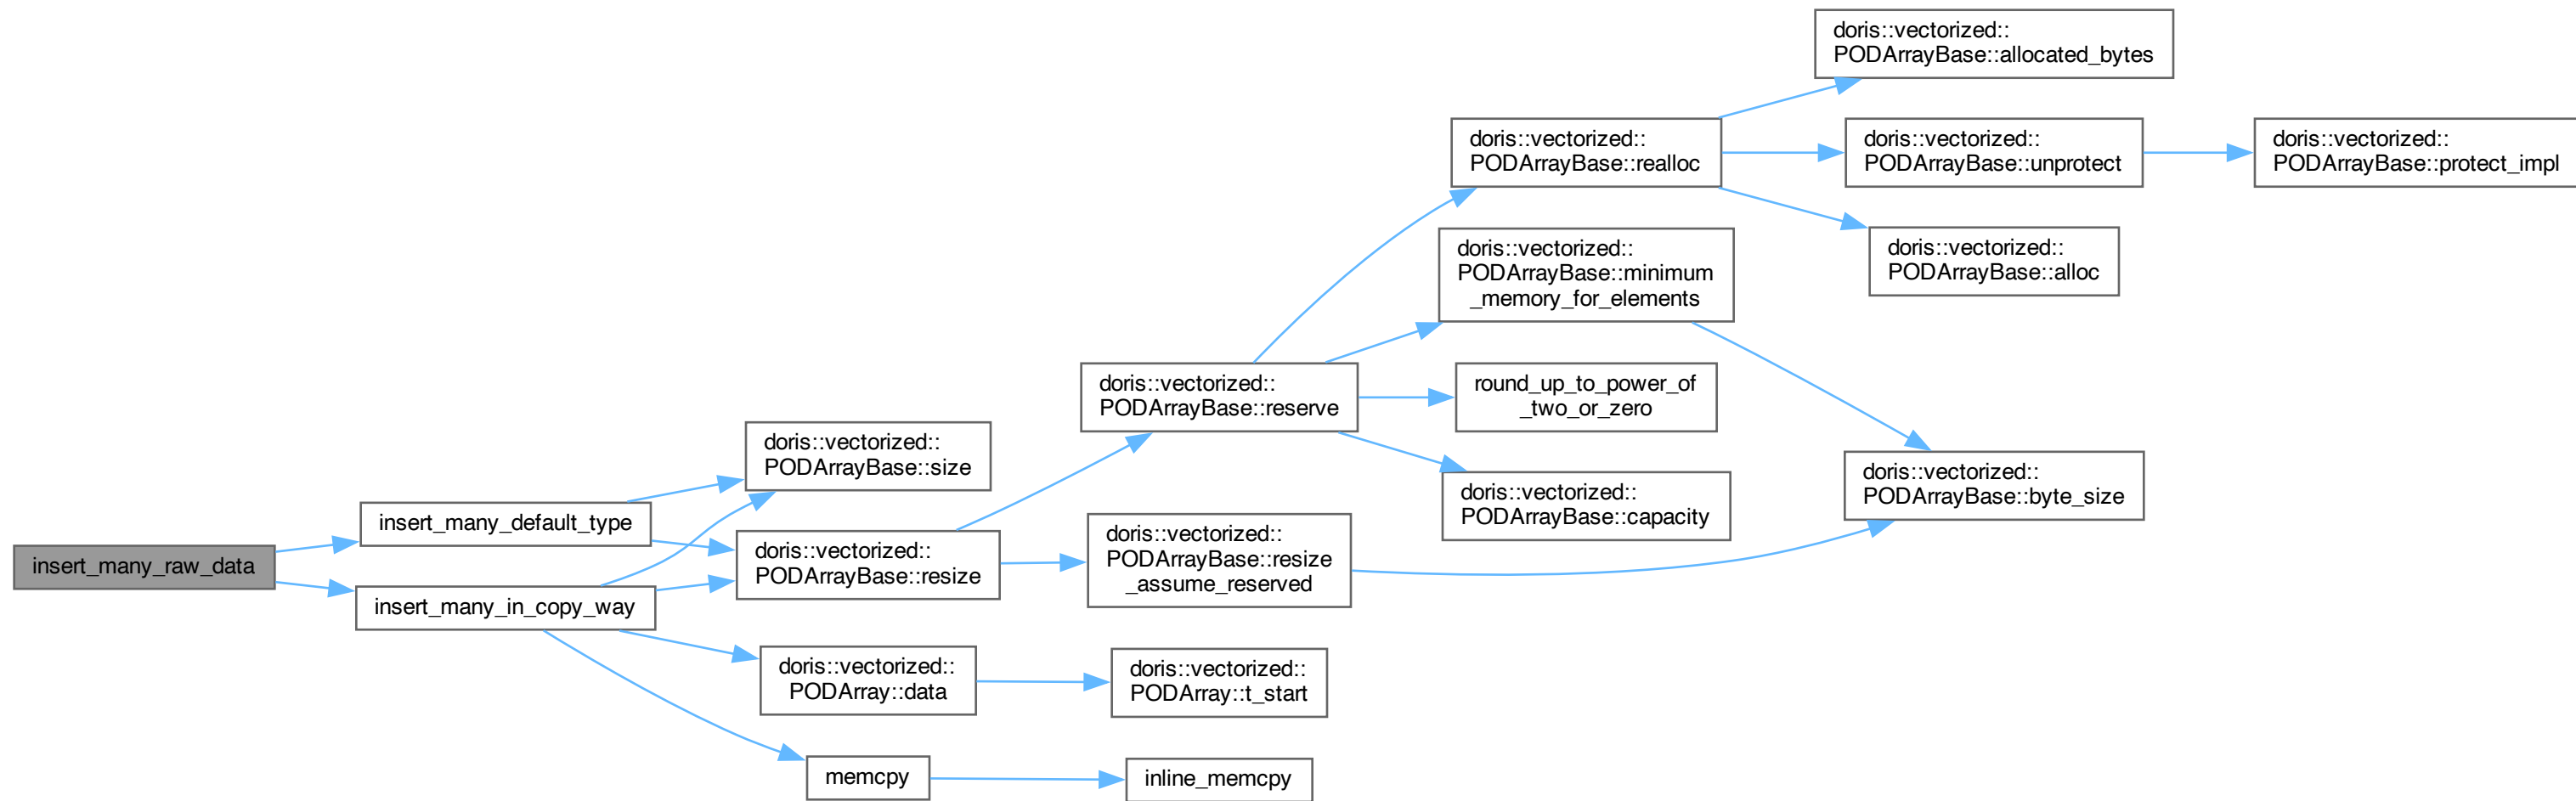 insert_many_raw_data
insert_many_default_type
insert_many_in_copy_way
doris::vectorized::
PODArrayBase::size
doris::vectorized::
PODArrayBase::resize
doris::vectorized::
PODArray::data
memcpy
doris::vectorized::
PODArrayBase::reserve
doris::vectorized::
PODArrayBase::resize
_assume_reserved
doris::vectorized::
PODArray::t_start
inline_memcpy
doris::vectorized::
PODArrayBase::realloc
doris::vectorized::
PODArrayBase::minimum
_memory_for_elements
round_up_to_power_of
_two_or_zero
doris::vectorized::
PODArrayBase::capacity
doris::vectorized::
PODArrayBase::allocated_bytes
doris::vectorized::
PODArrayBase::unprotect
doris::vectorized::
PODArrayBase::alloc
doris::vectorized::
PODArrayBase::byte_size
doris::vectorized::
PODArrayBase::protect_impl